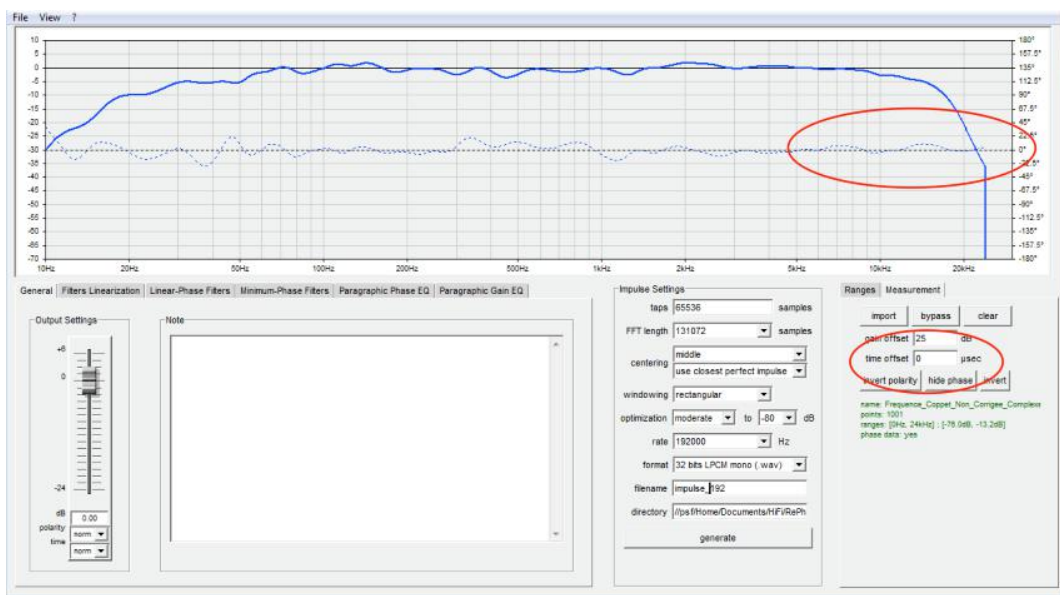 File View ?
10 180°
5 157.5°
0 135°
-5 112.5°
-10 90°
-15 67.5°
-20 45°
-25
-30 0°
-35
-40 -45°
-45 -67.5°
-50 -90°
-55 -112.5°
-60 -135°
-65 -157.5°
-70 -180°
10Hz 20Hz 50Hz 100Hz 200Hz 500Hz 1kHz 2kHz 5kHz 10kHz 20kHz
General Filters Linearization Linear-Phase Filters Minimum-Phase Filters Paragraphic Phase EQ Paragraphic Gain EQ
Output Settings
+6
0
-24
dB 0.00
polarity norm
time norm
Note
Impulse Settings
taps 65536 samples
FFT length 131072 samples
centering middle
use closest perfect impulse
windowing rectangular
optimization moderate to -80 dB
rate 192000 Hz
format 32 bits LPCM mono (.wav)
filename impulse_192
directory //psf/Home/Documents/HiFi/RePh
generate
Ranges Measurement
import bypass clear
gain offset 25 dB
time offset 0 µsec
invert polarity hide phase invert
name: Frequence_Coppet_Non_Corrigee_Complexe
points: 1001
ranges: [0Hz, 24kHz] ; [-76.0dB, -13.2dB]
phase data: yes